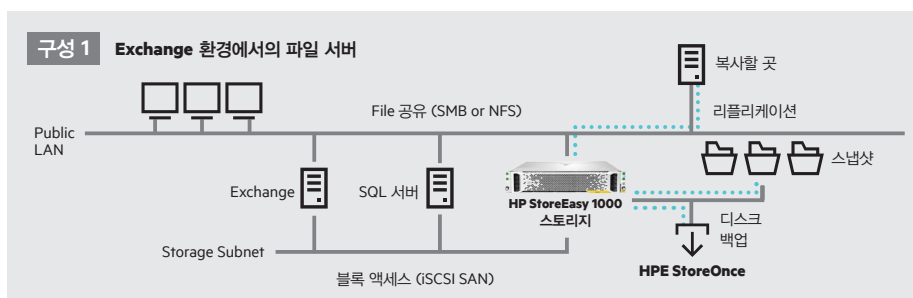 구성 1 Exchange 환경에서의 파일 서버
복사할 곳
File 공유 (SMB or NFS)
리플리케이션
Public
LAN
스냅샷
Exchange
SQL 서버
HP StoreEasy 1000
스토리지
디스크
백업
Storage Subnet
블록 액세스 (iSCSI SAN)
HPE StoreOnce